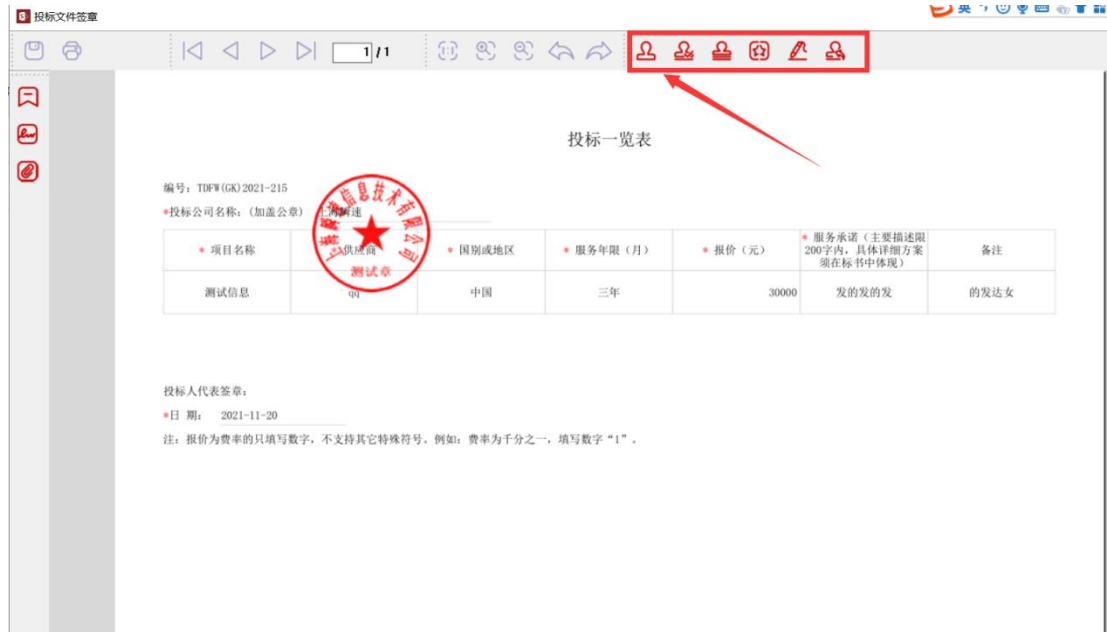 投标文件签章
英
1 /1
投标一览表
编号：TDFW(GK)2021-215
*投标公司名称：（加盖公章） 上海辉速
测试章
* 项目名称 * 供应商 * 国别或地区 * 服务年限（月） * 报价（元） * 服务承诺（主要描述限200字内，具体详细方案须在标书中体现） 备注
测试信息 qq 中国 三年 30000 发的发的发 的发达女
投标人代表签章：
*日 期： 2021-11-20
注：报价为费率的只填写数字，不支持其它特殊符号。例如：费率为千分之一，填写数字“1”。